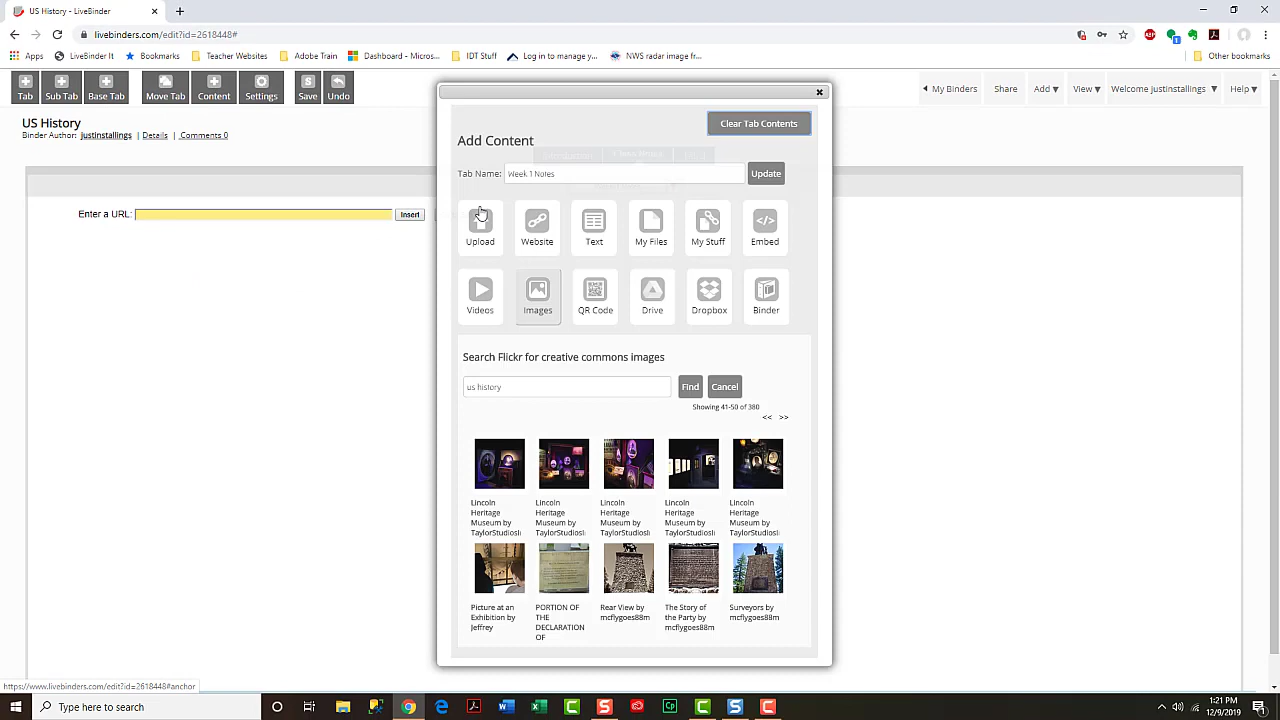 US History - LiveBinders
livebinders.com/edit?id=2618448#
Apps
LiveBinder It
Bookmarks
Teacher Websites
Adobe Train
Dashboard - Micros...
IDT Stuff
Log in to manage y...
NWS radar image fr...
Other bookmarks
Tab
Sub Tab
Base Tab
Move Tab
Content
Settings
Save
Undo
My Binders
Share
Add
View
Welcome justinstallings
Help
US History
Binder Author: justinstallings | Details | Comments 0
Enter a URL:
Insert
Clear Tab Contents
Add Content
Tab Name: Week 1 Notes
Update
Upload
Website
Text
My Files
My Stuff
Embed
Videos
Images
QR Code
Drive
Dropbox
Binder
Search Flickr for creative commons images
us history
Find
Cancel
Showing 41-50 of 380
<< >>
Lincoln
Heritage
Museum by
TaylorStudiosI
Lincoln
Heritage
Museum by
TaylorStudiosI
Lincoln
Heritage
Museum by
TaylorStudiosI
Lincoln
Heritage
Museum by
TaylorStudiosI
Lincoln
Heritage
Museum by
TaylorStudiosI
Picture at an
Exhibition by
Jeffrey
PORTION OF
THE
DECLARATION
OF
Rear View by
mcflygoes88m
The Story of
the Party by
mcflygoes88m
Surveyors by
mcflygoes88m
https://www.livebinders.com/edit?id=2618448#anchor
Type here to search
1:21 PM
12/9/2019